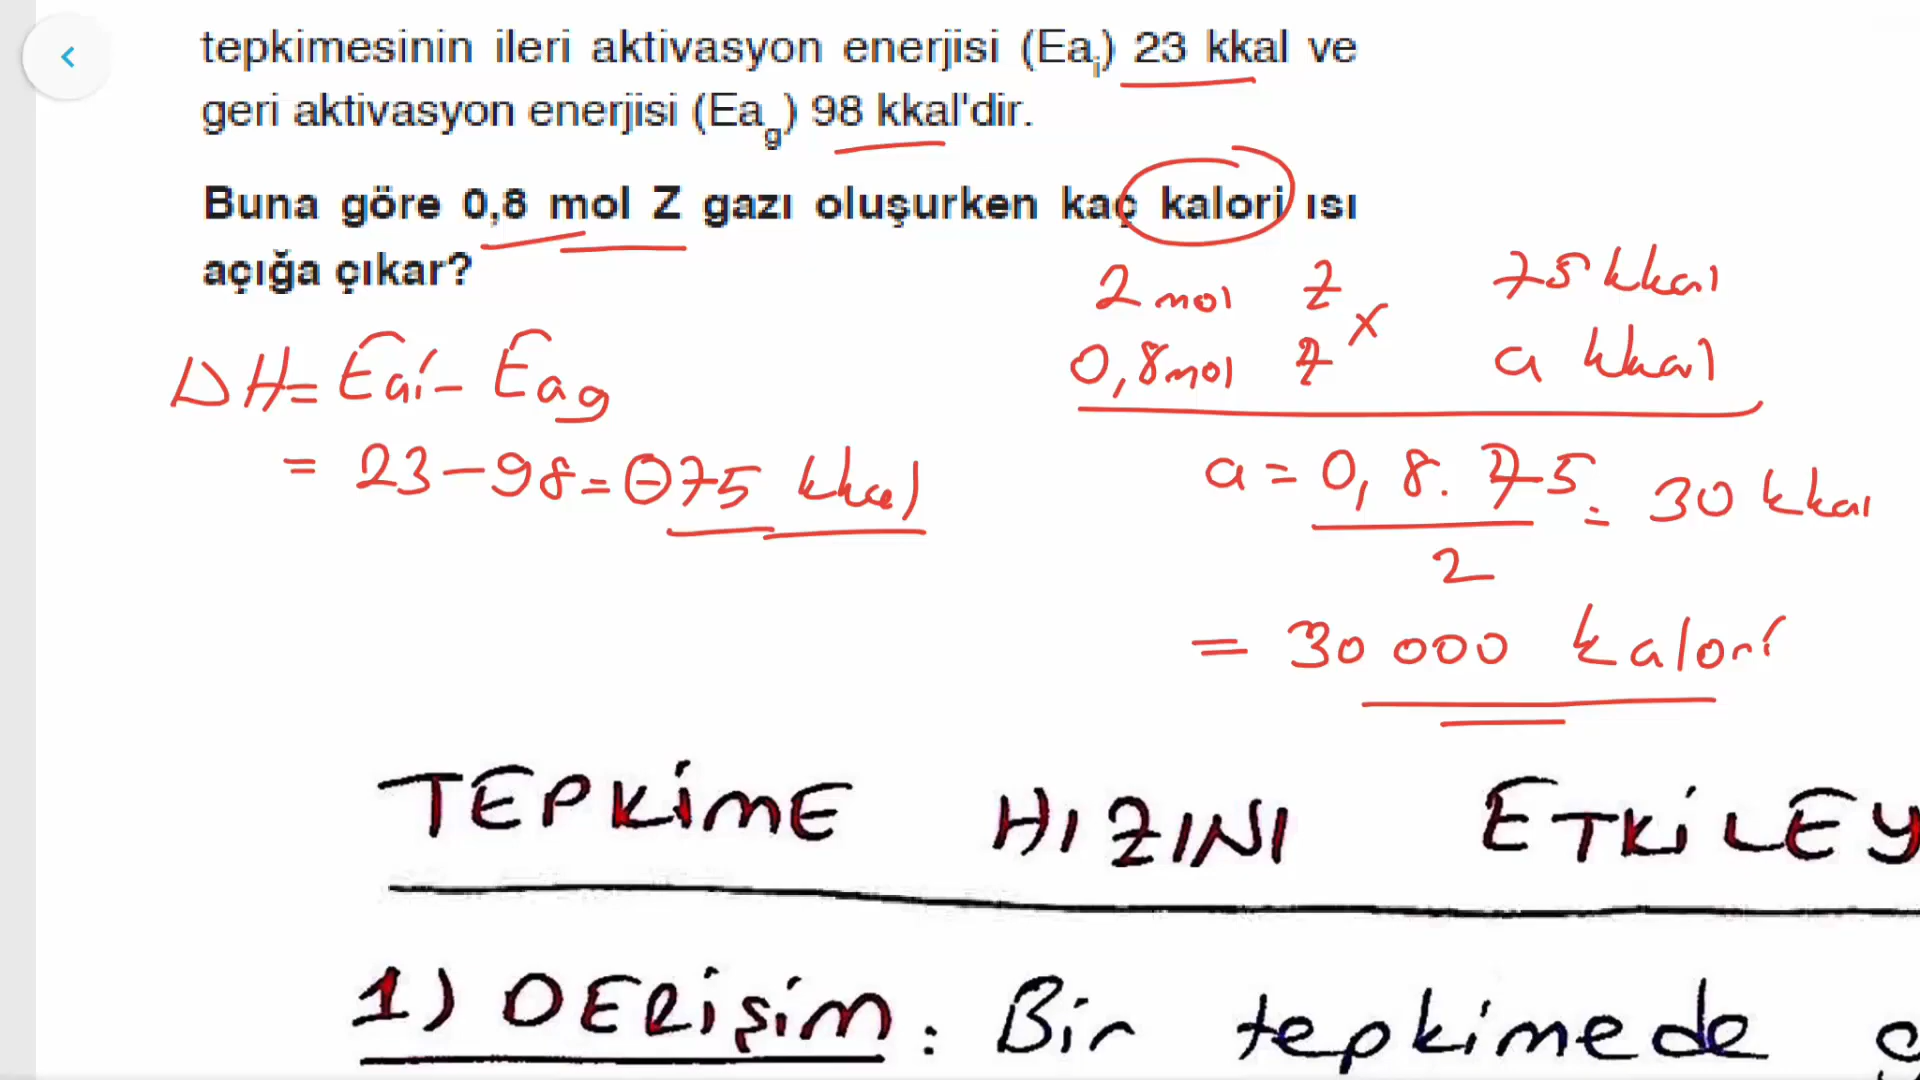 tepkimesinin ileri aktivasyon enerjisi (Eai) 23 kkal ve
geri aktivasyon enerjisi (Eag) 98 kkal'dir.
Buna göre 0,8 mol Z gazı oluşurken kaç kalori ısı
açığa çıkar?
2 mol Z 75 kkal
0,8mol Z x a kkal
ΔH = Eai - Eag
= 23 - 98 = -75 kkal
a = 0,8 . 75 = 30 kkal
2
= 30 000 kalori
TEPKİME HIZINI ETKİLEY
1) DERİŞİM : Bir tepkimede g